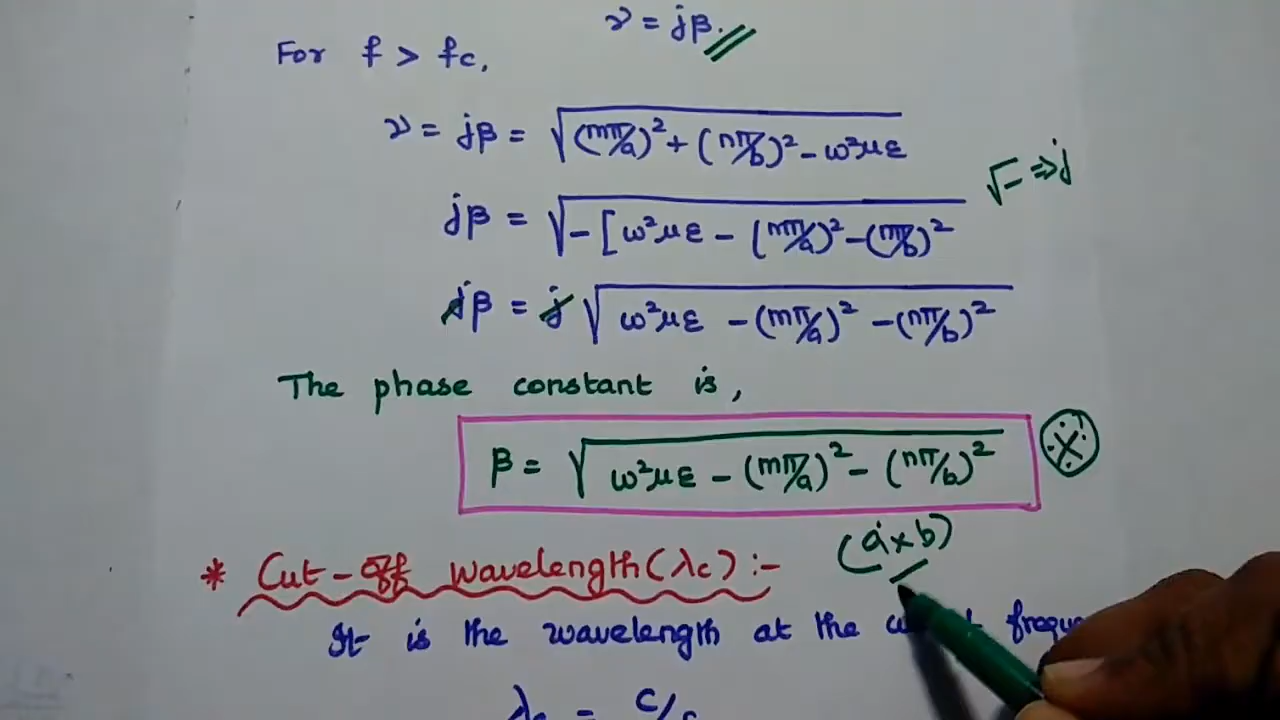 γ = jβ.
For f > fc,
γ = jβ = √(mπ/a)² + (nπ/b)² - ω²με
√- ⇒ j
jβ = √-[ω²με - (mπ/a)² - (nπ/b)²
jβ = j √ω²με - (mπ/a)² - (nπ/b)²
The phase constant is,
β = √ω²με - (mπ/a)² - (nπ/b)²
(a×b)
* Cut-off wavelength (λc) :-
It is the wavelength at the
λc = c/